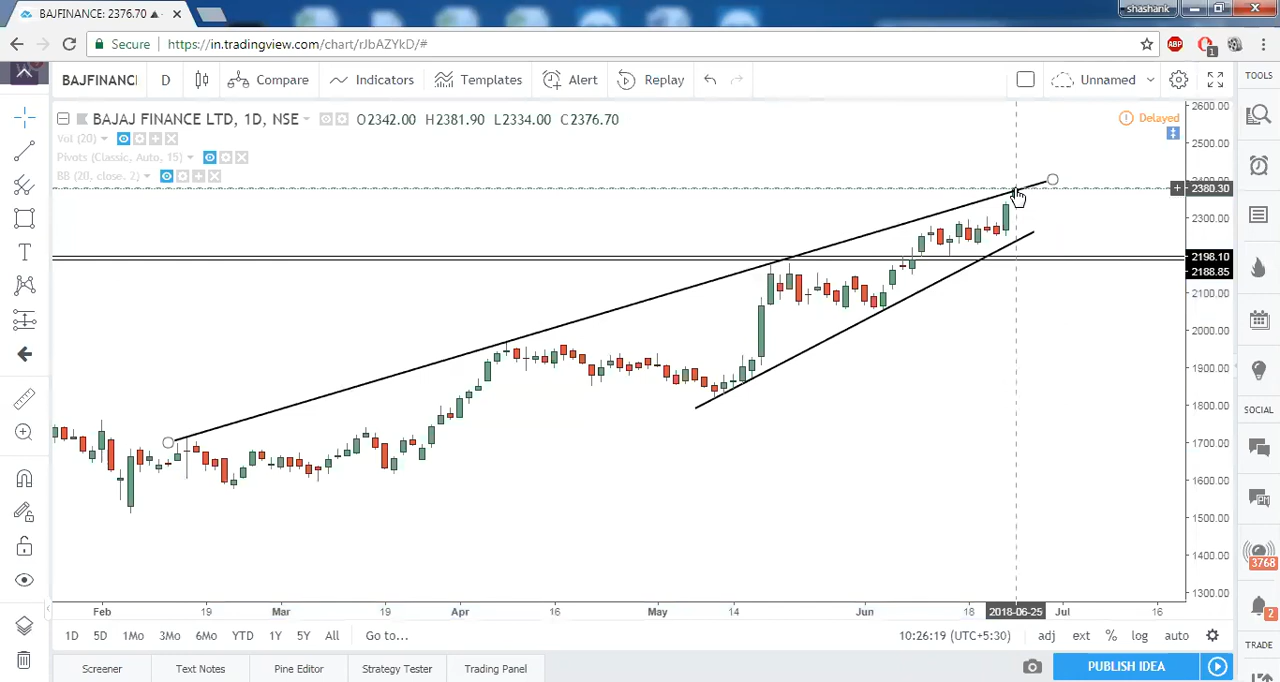 BAJFINANCE: 2376.70 ▲
shashank
Secure
https://in.tradingview.com/chart/rJbAZYkD/#
ABP
1
BAJFINANCI
D
Compare
Indicators
Templates
Alert
Replay
Unnamed
TOOLS
BAJAJ FINANCE LTD, 1D, NSE
O2342.00 H2381.90 L2334.00 C2376.70
Delayed
Vol (20)
Pivots (Classic, Auto, 15)
BB (20, close, 2)
2600.00
2500.00
2380.30
2300.00
2198.10
2188.85
2100.00
2000.00
1900.00
1800.00
1700.00
1600.00
1500.00
1400.00
1300.00
SOCIAL
3768
2
TRADE
Feb 19 Mar 19 Apr 16 May 14 Jun 18 2018-06-25 Jul 16
1D 5D 1Mo 3Mo 6Mo YTD 1Y 5Y All Go to...
10:26:19 (UTC+5:30) adj ext % log auto
Screener Text Notes Pine Editor Strategy Tester Trading Panel
PUBLISH IDEA